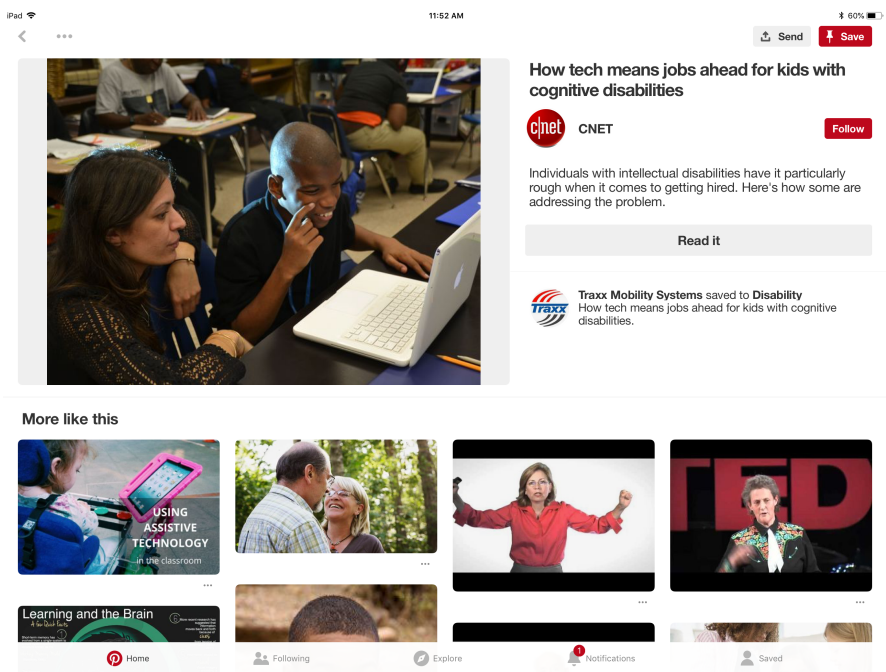 iPad
11:52 AM
60%
Send
Save
How tech means jobs ahead for kids with
cognitive disabilities
c|net
CNET
Follow
Individuals with intellectual disabilities have it particularly
rough when it comes to getting hired. Here's how some are
addressing the problem.
Read it
Traxx
Traxx Mobility Systems saved to Disability
How tech means jobs ahead for kids with cognitive
disabilities.
More like this
USING
ASSISTIVE
TECHNOLOGY
in the classroom
TED
Learning and the Brain
A few Quick Facts
Home
Following
Explore
1
Notifications
Saved